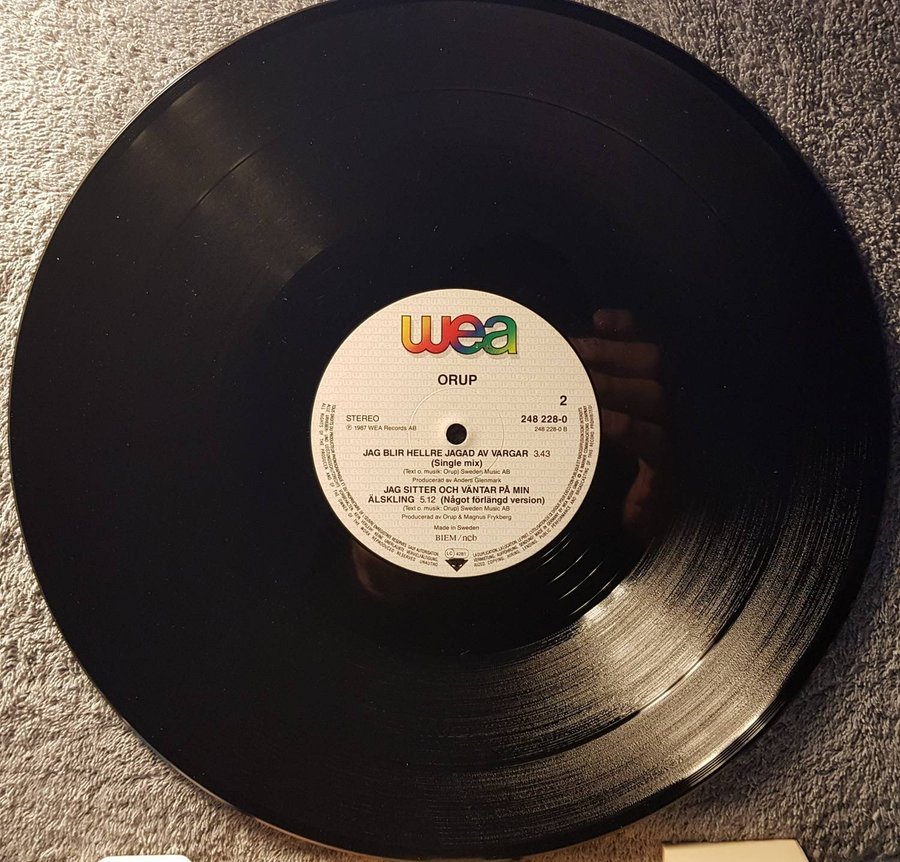 wea
ORUP
2
STEREO
248 228-0
℗ 1987 WEA Records AB
248 228-0 B
JAG BLIR HELLRE JAGAD AV VARGAR 3.43
(Single mix)
(Text o. musik: Orup) Sweden Music AB
Producerad av Anders Glenmark
JAG SITTER OCH VÄNTAR PÅ MIN
ÄLSKLING 5.12 (Något förlängd version)
(Text o. musik: Orup) Sweden Music AB
Producerad av Orup & Magnus Frykberg
Made in Sweden
BIEM/ncb
LC 4281